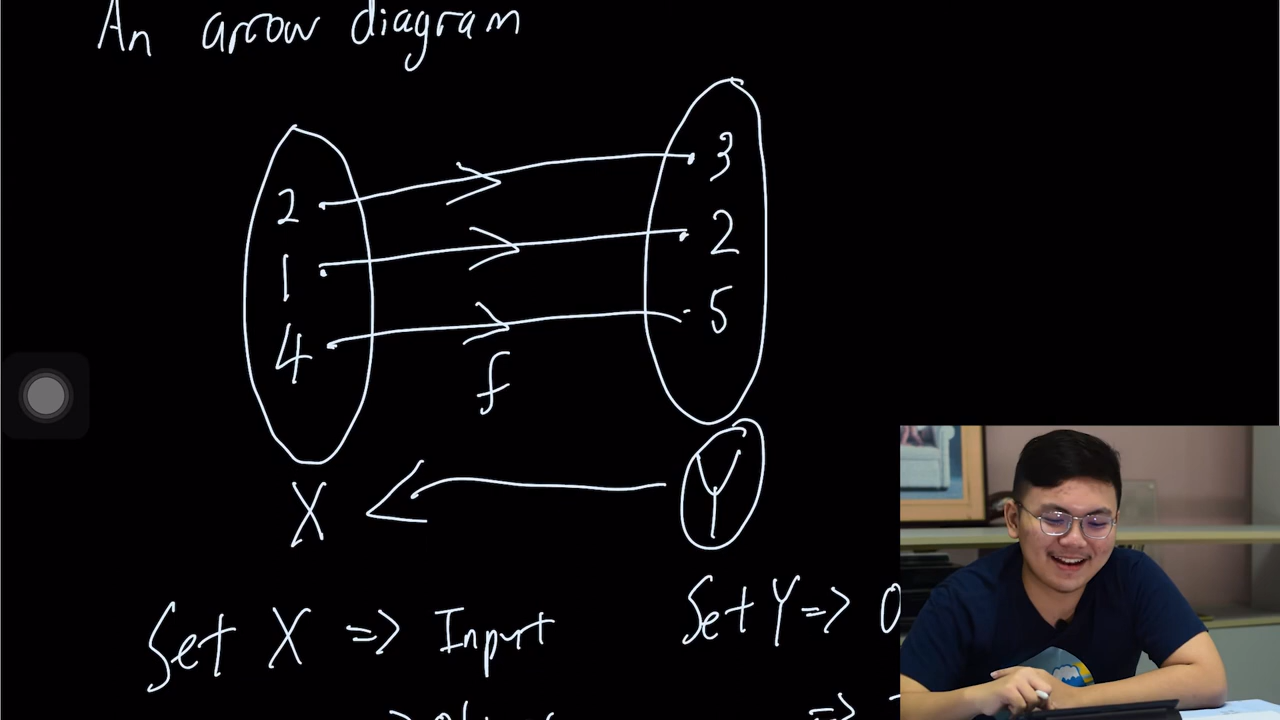 An arrow diagram
2 3
1 2
4 5
f
X Y
Set X => Input Set Y =>
=>